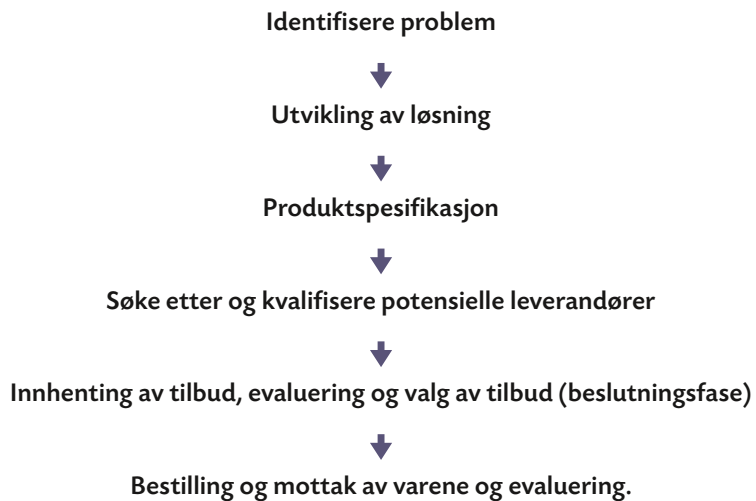 Identifisere problem
Utvikling av løsning
Produktspesifikasjon
Søke etter og kvalifisere potensielle leverandører
Innhenting av tilbud, evaluering og valg av tilbud (beslutningsfase)
Bestilling og mottak av varene og evaluering.